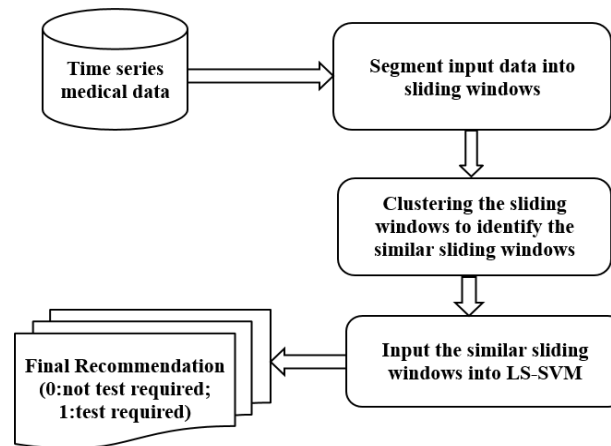 Time series
medical data
Segment input data into
sliding windows
Clustering the sliding
windows to identify the
similar sliding windows
Input the similar sliding
windows into LS-SVM
Final Recommendation
(0:not test required;
1:test required)